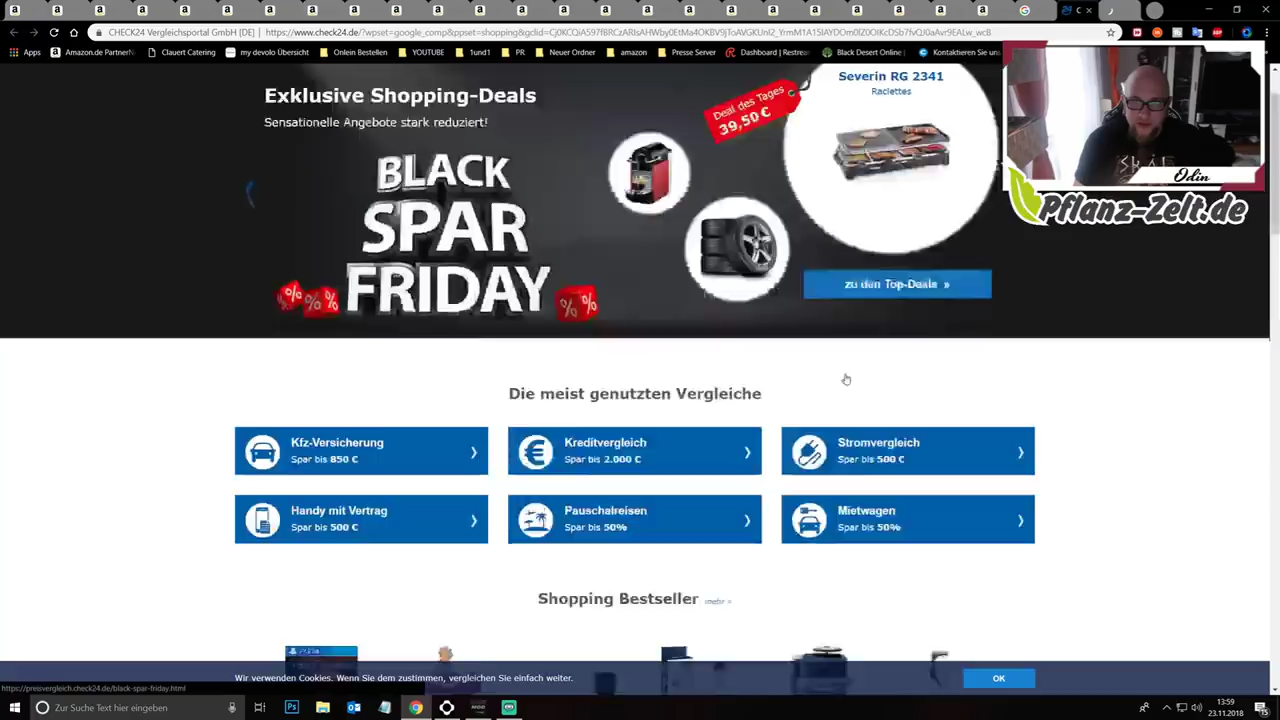 CHECK24 Vergleichsportal GmbH [DE]
Apps
Amazon.de PartnerN
Clauert Catering
my devolo Übersicht
Onlein Bestellen
YOUTUBE
1und1
PR
Neuer Ordner
amazon
Presse Server
Dashboard | Restrea
Black Desert Online
Kontaktieren Sie uns
Exklusive Shopping-Deals
Sensationelle Angebote stark reduziert!
BLACK
SPAR
FRIDAY
Deal des Tages
39,50 €
Severin RG 2341
Raclettes
zu den Top-Deals »
Odin
Pflanz-Zelt.de
Die meist genutzten Vergleiche
Kfz-Versicherung
Spar bis 850 €
Kreditvergleich
Spar bis 2.000 €
Stromvergleich
Spar bis 500 €
Handy mit Vertrag
Spar bis 500 €
Pauschalreisen
Spar bis 50%
Mietwagen
Spar bis 50%
Shopping Bestseller mehr »
Wir verwenden Cookies. Wenn Sie dem zustimmen, vergleichen Sie einfach weiter.
OK
https://preisvergleich.check24.de/black-spar-friday.html
Zur Suche Text hier eingeben
13:59
23.11.2018